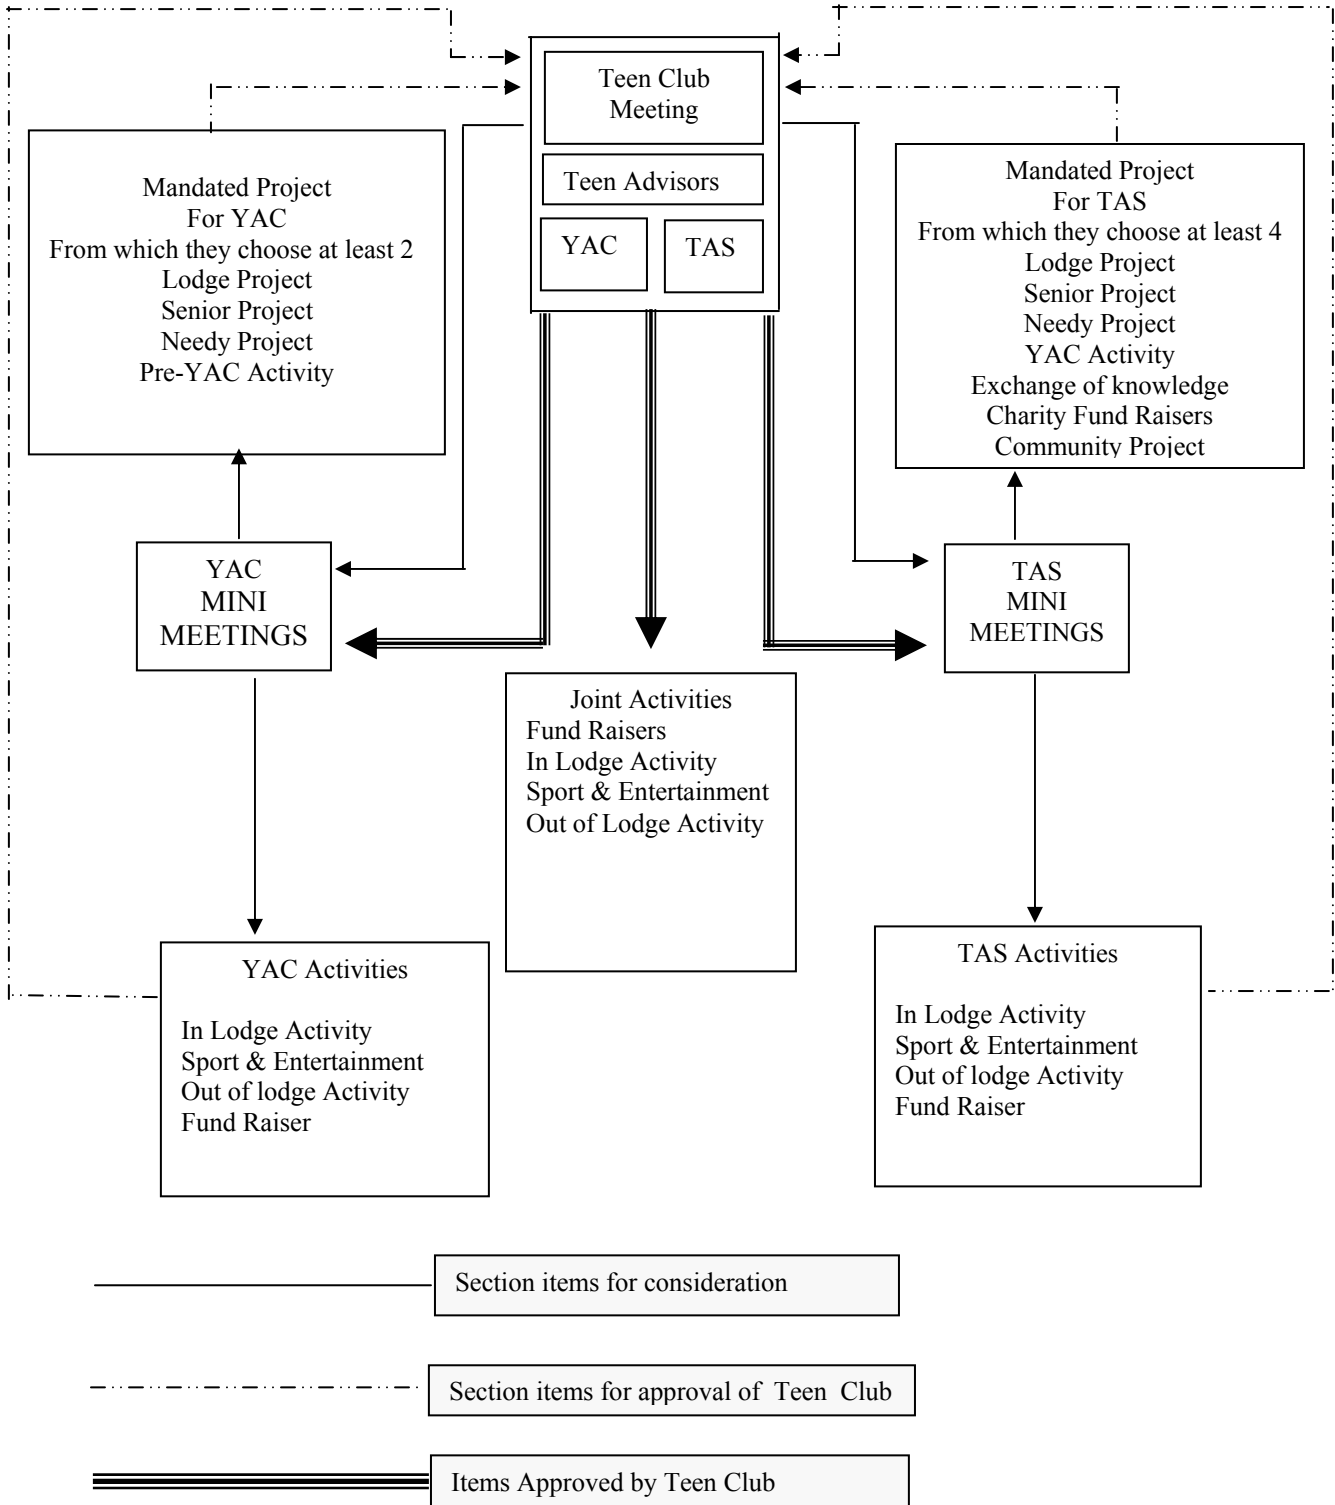 Teen Club
Meeting
Teen Advisors
YAC
TAS
Mandated Project
For YAC
From which they choose at least 2
Lodge Project
Senior Project
Needy Project
Pre-YAC Activity
Mandated Project
For TAS
From which they choose at least 4
Lodge Project
Senior Project
Needy Project
YAC Activity
Exchange of knowledge
Charity Fund Raisers
Community Project
YAC
MINI
MEETINGS
TAS
MINI
MEETINGS
Joint Activities
Fund Raisers
In Lodge Activity
Sport & Entertainment
Out of Lodge Activity
YAC Activities
In Lodge Activity
Sport & Entertainment
Out of lodge Activity
Fund Raiser
TAS Activities
In Lodge Activity
Sport & Entertainment
Out of lodge Activity
Fund Raiser
Section items for consideration
Section items for approval of Teen Club
Items Approved by Teen Club